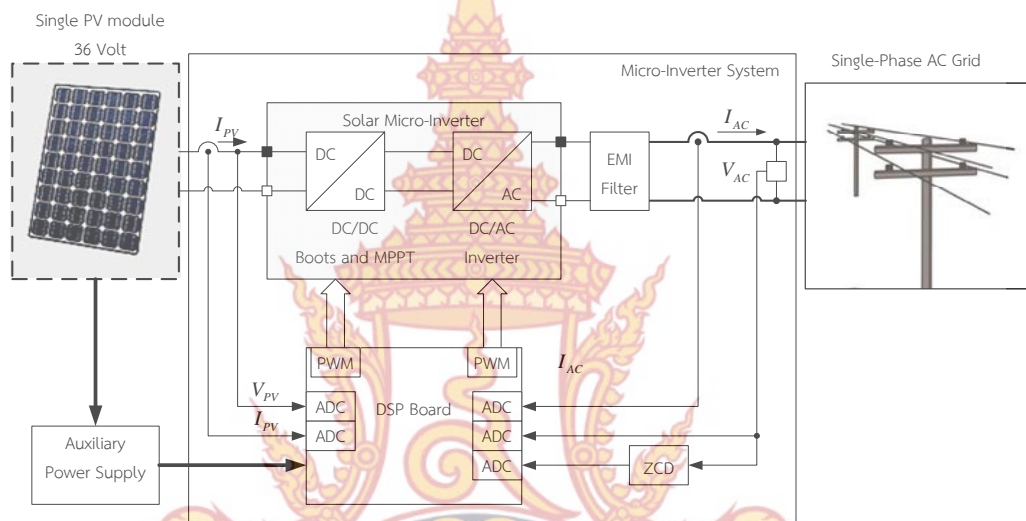 Single PV module
36 Volt
Micro-Inverter System
Single-Phase AC Grid
I_PV
Solar Micro-Inverter
I_AC
DC
DC
DC
AC
EMI
Filter
V_AC
DC/DC
Boots and MPPT
DC/AC
Inverter
PWM
PWM
I_AC
V_PV
I_PV
ADC
ADC
DSP Board
ADC
ADC
ADC
ZCD
Auxiliary
Power Supply